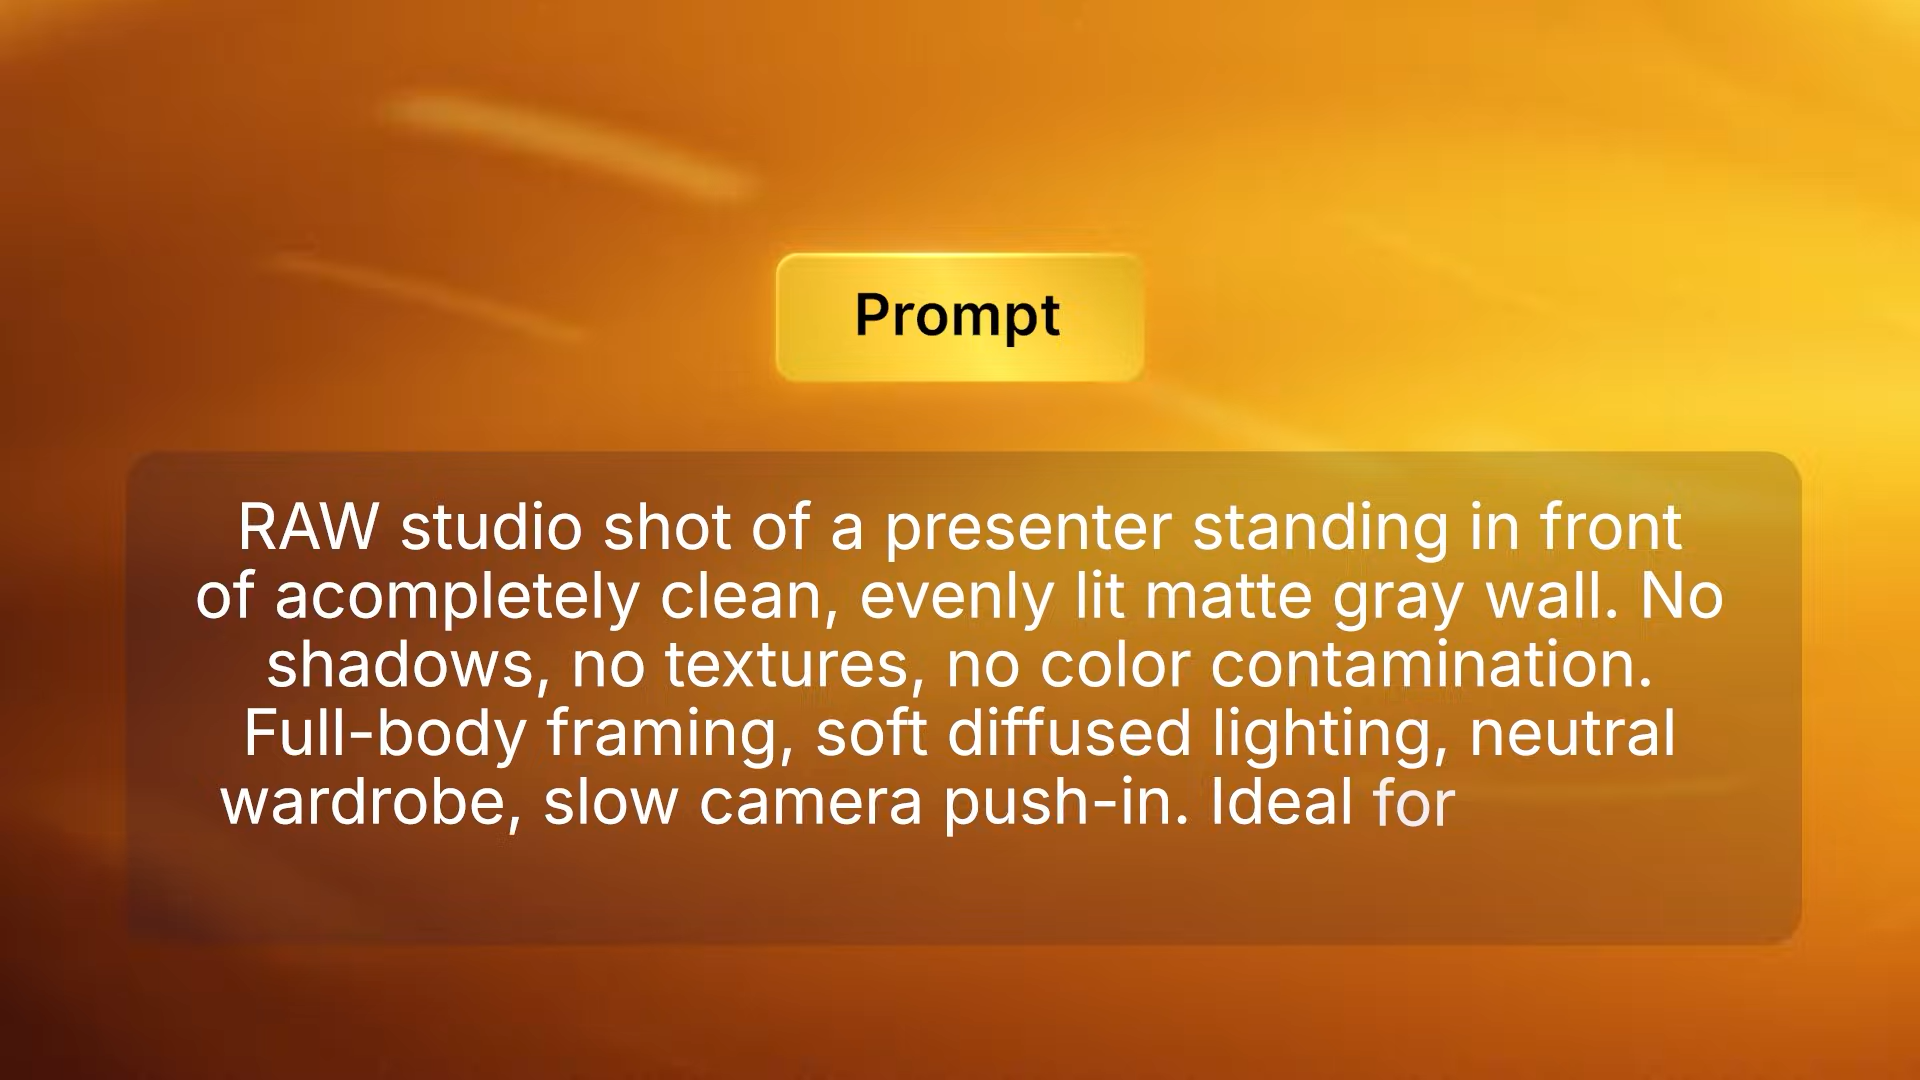 Prompt
RAW studio shot of a presenter standing in front
of acompletely clean, evenly lit matte gray wall. No
shadows, no textures, no color contamination.
Full-body framing, soft diffused lighting, neutral
wardrobe, slow camera push-in. Ideal for